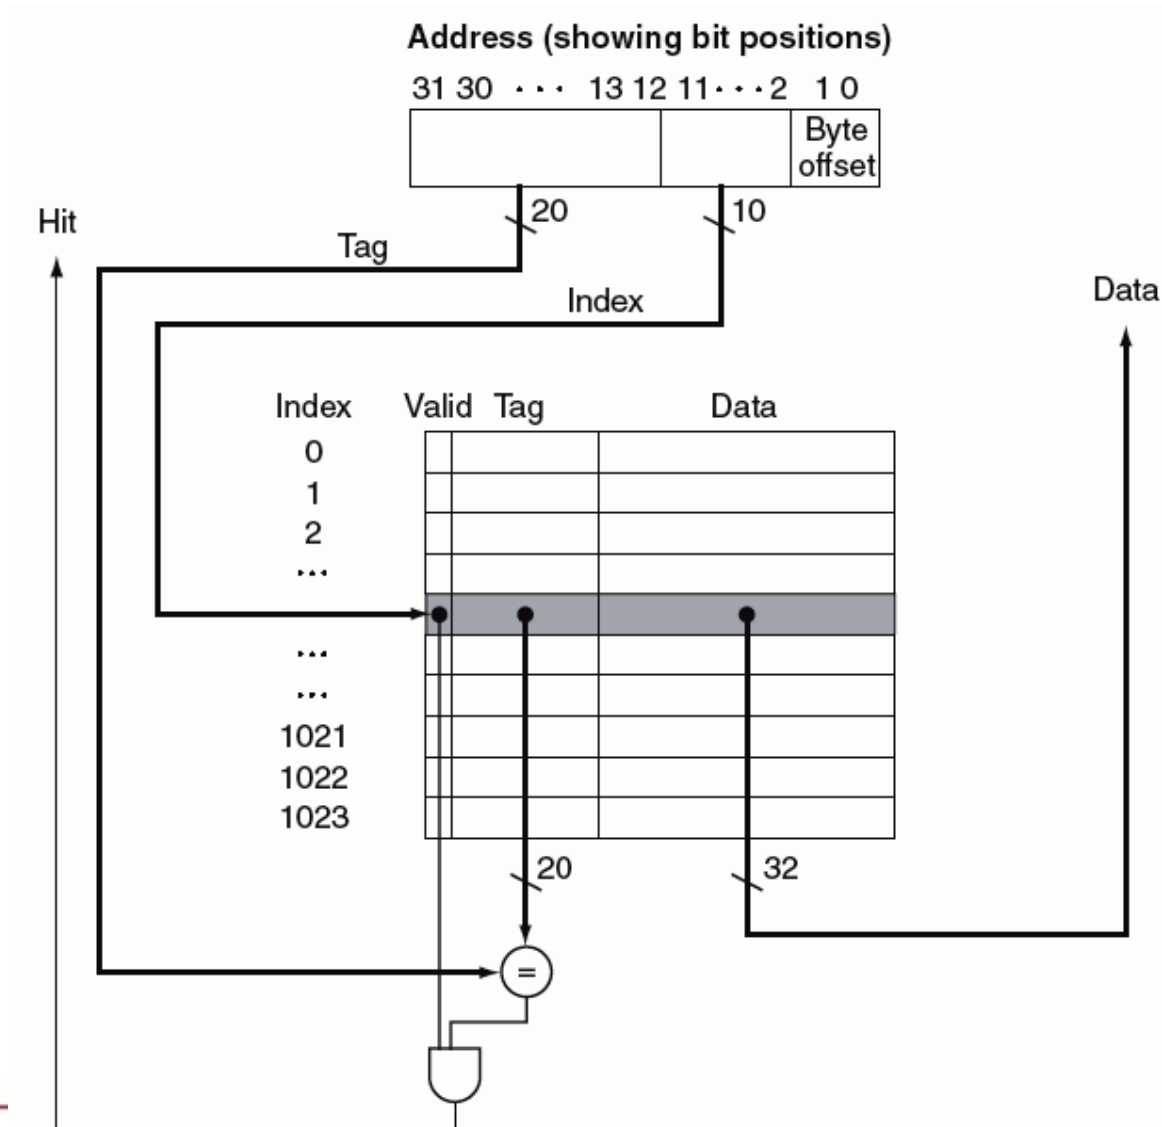 Address (showing bit positions)
31 30 ··· 13 12 11···2 1 0
Byte
offset
20 10
Hit
Tag
Index
Data
Index Valid Tag Data
0
1
2
...
...
...
1021
1022
1023
20 32
=